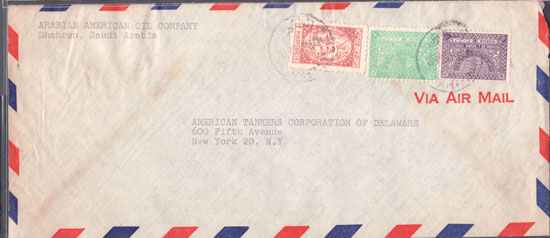 ARABIAN AMERICAN OIL COMPANY
Dhahran, Saudi Arabia
VIA AIR MAIL
AMERICAN TANKERS CORPORATION OF DELAWARE
600 Fifth Avenue
New York 20, N.Y